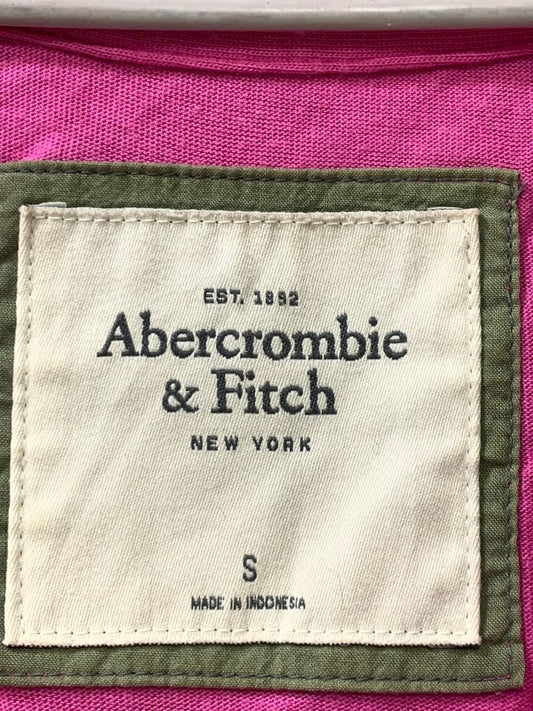 EST. 1892
Abercrombie
& Fitch
NEW YORK
S
MADE IN INDONESIA